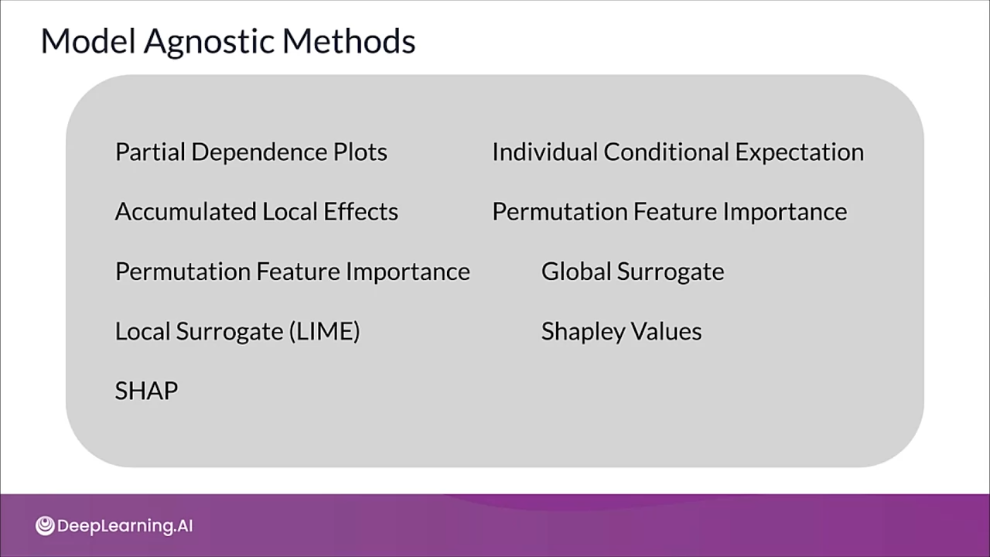 Model Agnostic Methods
Partial Dependence Plots
Individual Conditional Expectation
Accumulated Local Effects
Permutation Feature Importance
Permutation Feature Importance
Global Surrogate
Local Surrogate (LIME)
Shapley Values
SHAP
DeepLearning.AI